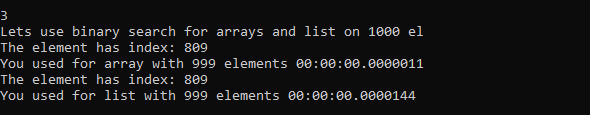 3
Lets use binary search for arrays and list on 1000 el
The element has index: 809
You used for array with 999 elements 00:00:00.0000011
The element has index: 809
You used for list with 999 elements 00:00:00.0000144